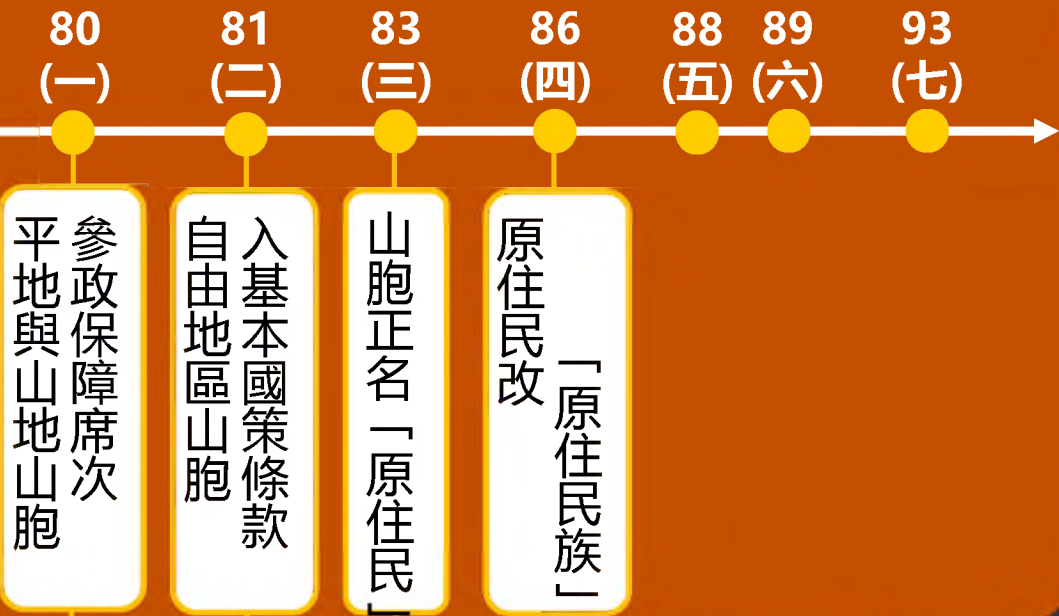 80
(一)
81
(二)
83
(三)
86
(四)
88
(五)
89
(六)
93
(七)
平地與山地山胞
參政保障席次
自由地區山胞
入基本國策條款
山胞正名「原住民」
原住民改
「原住民族」